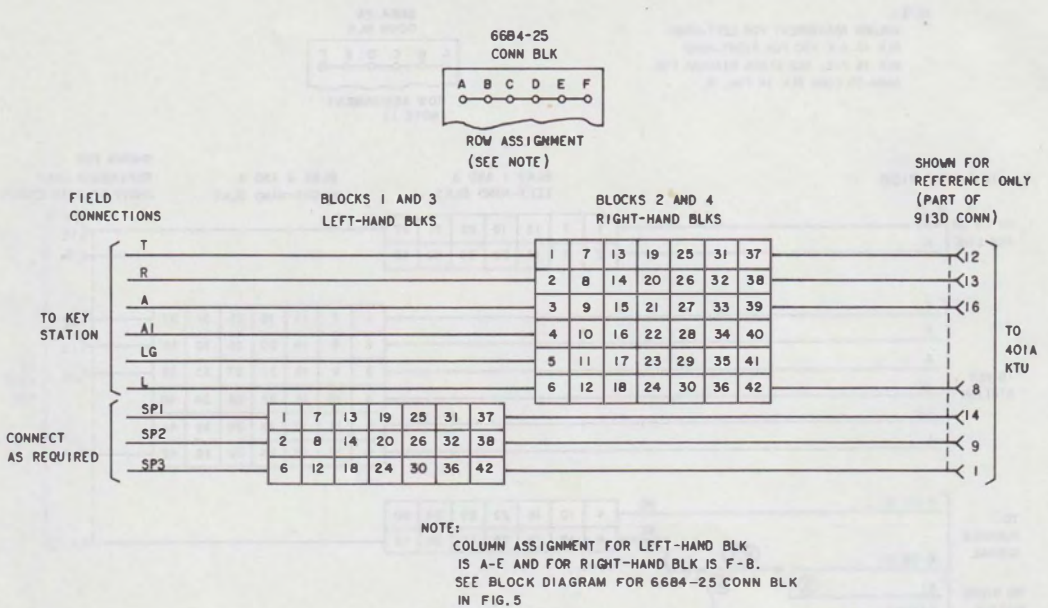 66B4-25
CONN BLK
A B C D E F
ROW ASSIGNMENT
(SEE NOTE)
SHOWN FOR
REFERENCE ONLY
(PART OF
913D CONN)
FIELD
CONNECTIONS
BLOCKS 1 AND 3
LEFT-HAND BLKS
BLOCKS 2 AND 4
RIGHT-HAND BLKS
T
1 7 13 19 25 31 37
12
R
2 8 14 20 26 32 38
13
A
3 9 15 21 27 33 39
16
TO KEY
STATION
A1
4 10 16 22 28 34 40
TO
401A
KTU
LG
5 11 17 23 29 35 41
L
6 12 18 24 30 36 42
8
CONNECT
AS REQUIRED
SP1
1 7 13 19 25 31 37
14
SP2
2 8 14 20 26 32 38
9
SP3
6 12 18 24 30 36 42
1
NOTE:
COLUMN ASSIGNMENT FOR LEFT-HAND BLK
IS A-E AND FOR RIGHT-HAND BLK IS F-B.
SEE BLOCK DIAGRAM FOR 66B4-25 CONN BLK
IN FIG.5